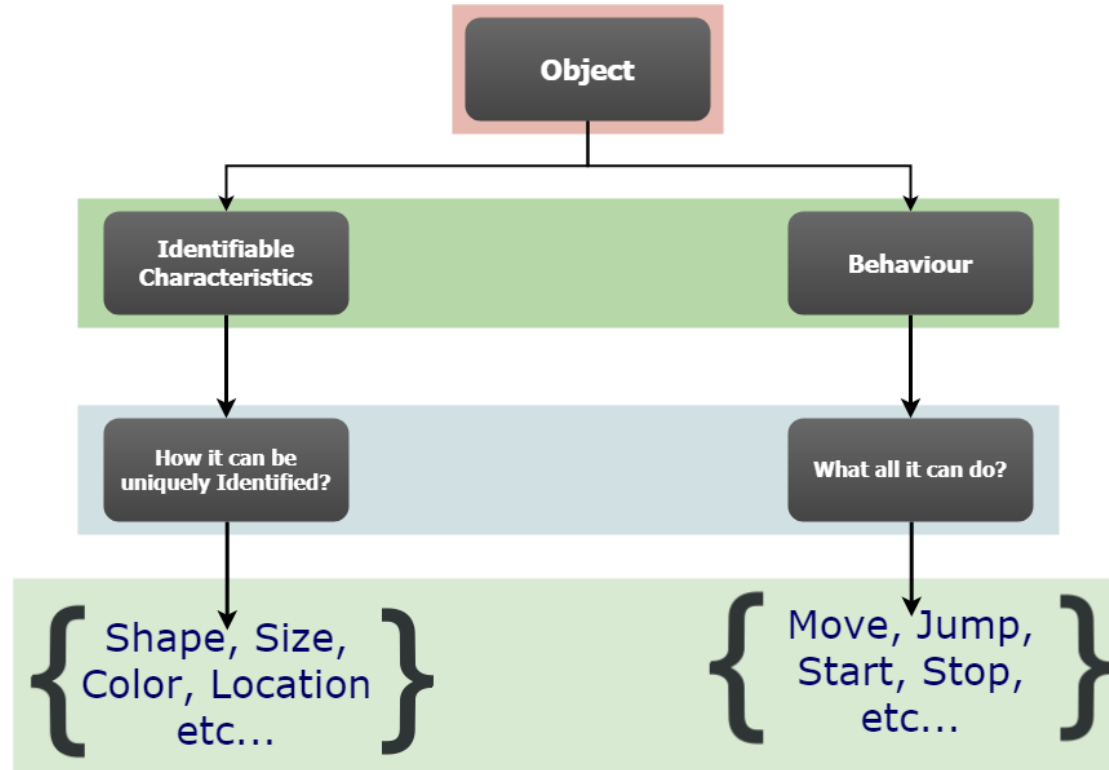 Object
Identifiable
Characteristics
Behaviour
How it can be
uniquely Identified?
What all it can do?
{ Shape, Size, }
Color, Location
etc...
{ Move, Jump, }
Start, Stop,
etc...